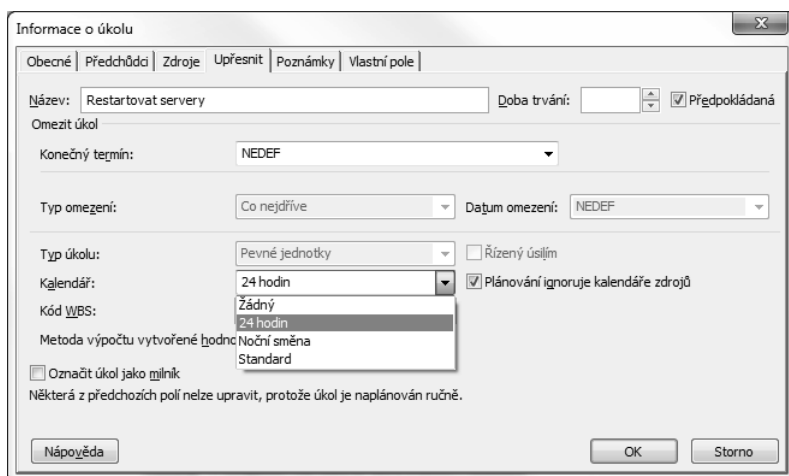 Informace o úkolu
Obecné Předchůdci Zdroje Upřesnit Poznámky Vlastní pole
Název: Restartovat servery Doba trvání: Předpokládaná
Omezit úkol
Konečný termín: NEDEF
Typ omezení: Co nejdříve Datum omezení: NEDEF
Typ úkolu: Pevné jednotky Řízený úsilím
Kalendář: 24 hodin Plánování ignoruje kalendáře zdrojů
Kód WBS: Žádný
24 hodin
Metoda výpočtu vytvořené hodno Noční směna
Standard
Označit úkol jako milník
Některá z předchozích polí nelze upravit, protože úkol je naplánován ručně.
Nápověda OK Storno